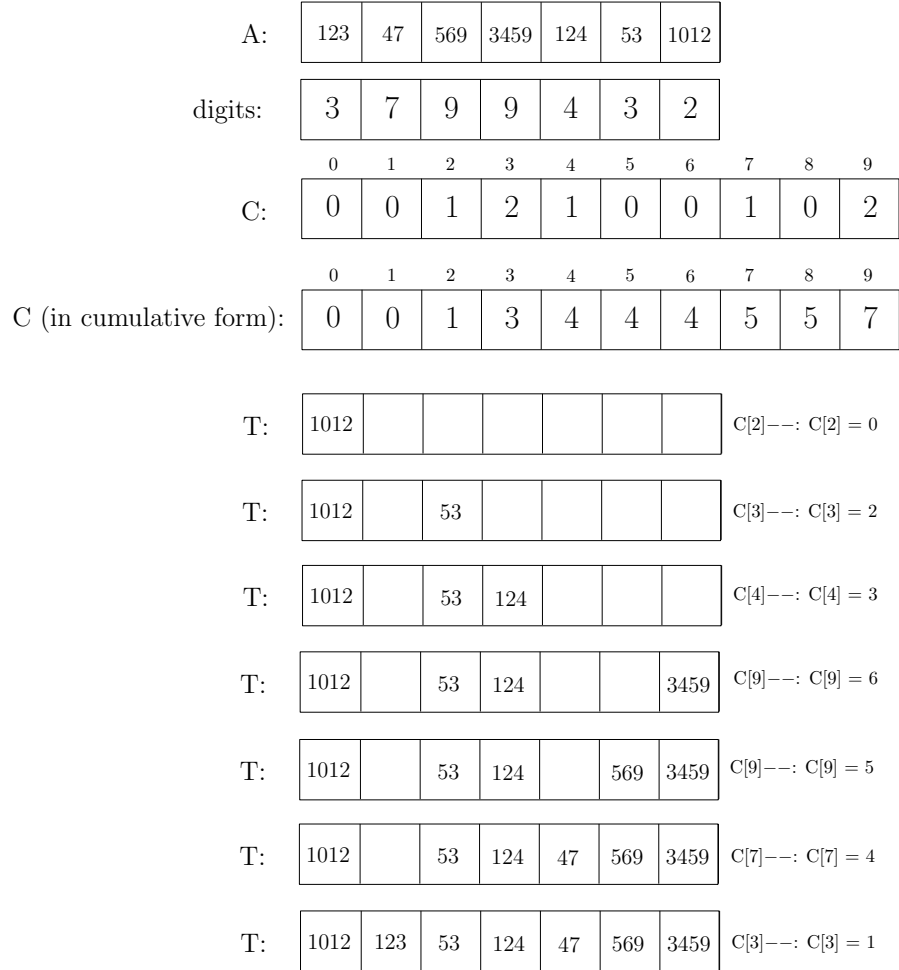 A: 123 47 569 3459 124 53 1012
digits: 3 7 9 9 4 3 2
0 1 2 3 4 5 6 7 8 9
C: 0 0 1 2 1 0 0 1 0 2
0 1 2 3 4 5 6 7 8 9
C (in cumulative form): 0 0 1 3 4 4 4 5 5 7
T: 1012 C[2]−−: C[2] = 0
T: 1012 53 C[3]−−: C[3] = 2
T: 1012 53 124 C[4]−−: C[4] = 3
T: 1012 53 124 3459 C[9]−−: C[9] = 6
T: 1012 53 124 569 3459 C[9]−−: C[9] = 5
T: 1012 53 124 47 569 3459 C[7]−−: C[7] = 4
T: 1012 123 53 124 47 569 3459 C[3]−−: C[3] = 1